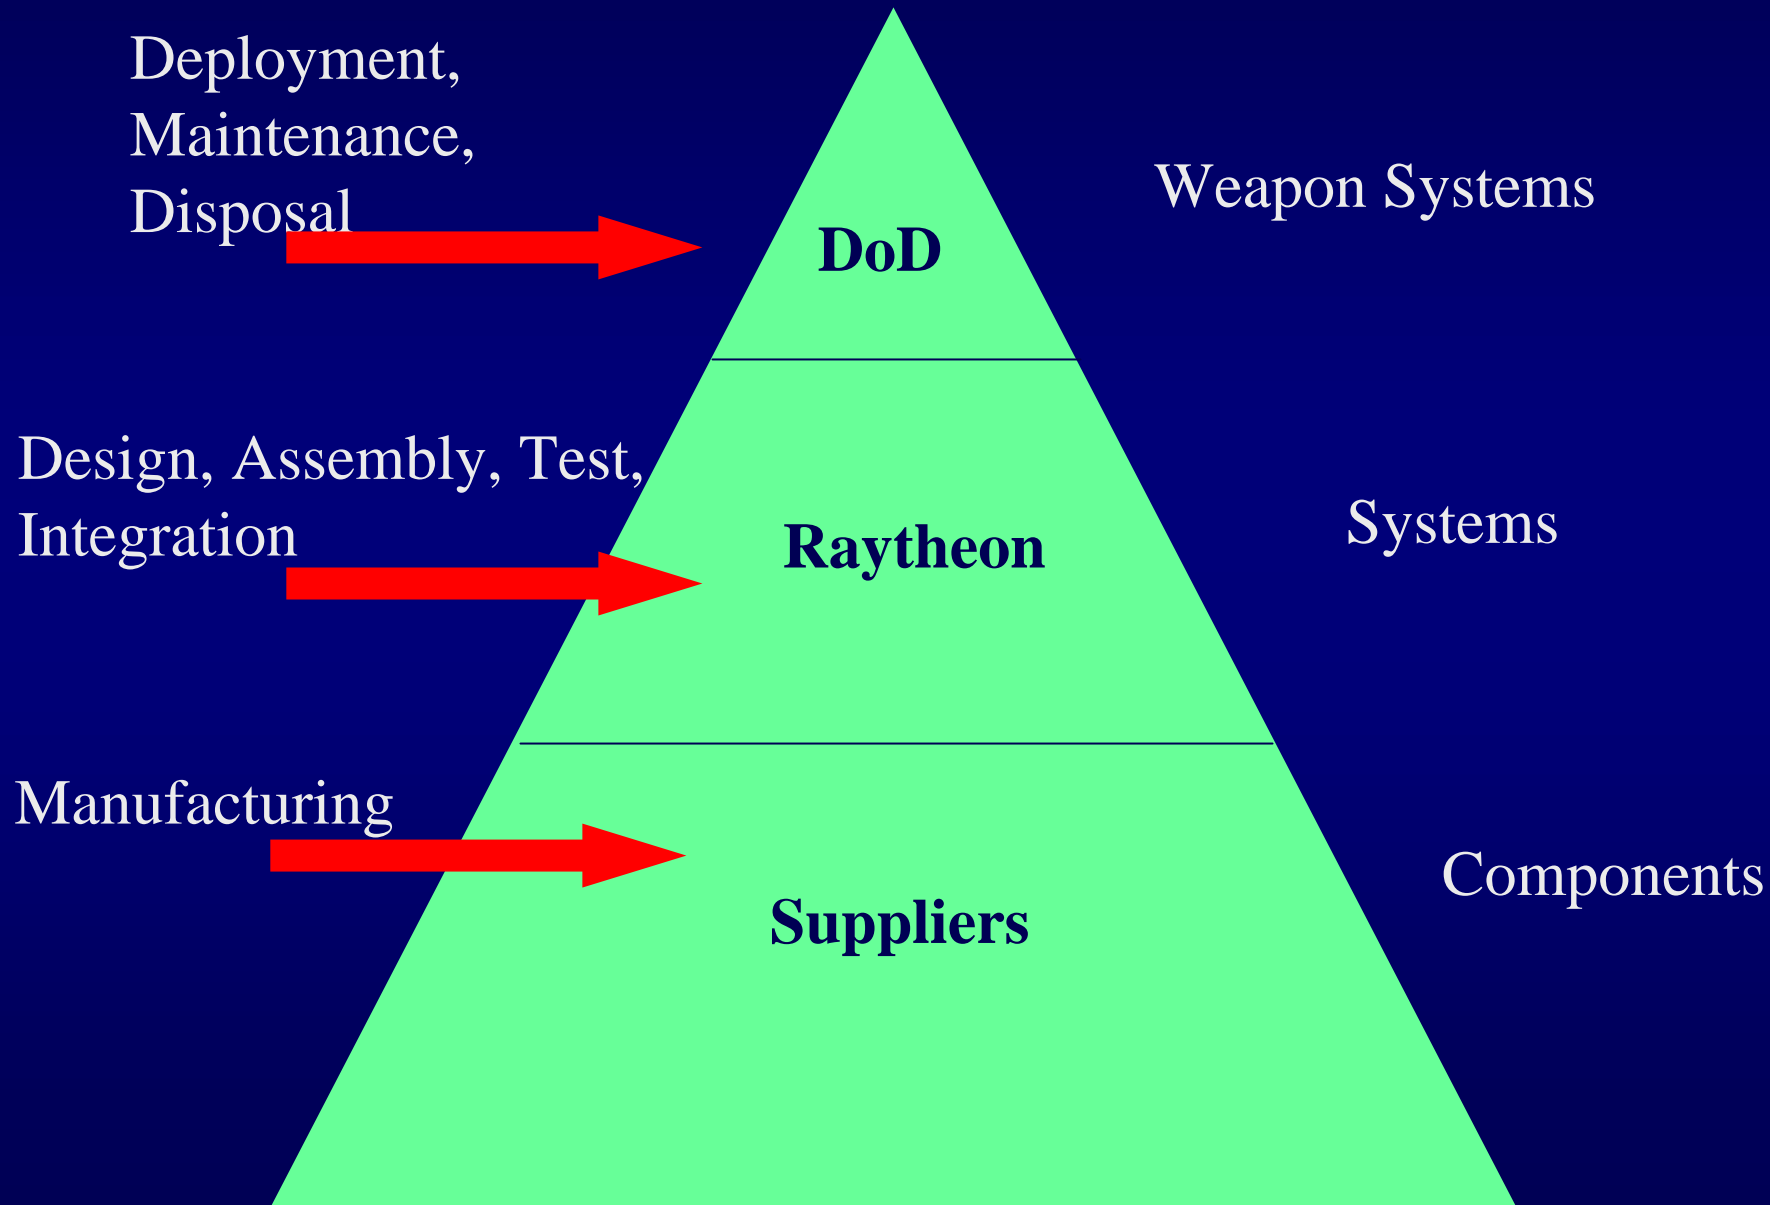 Deployment,
Maintenance,
Disposal
Weapon Systems
DoD
Design, Assembly, Test,
Integration
Systems
Raytheon
Manufacturing
Components
Suppliers